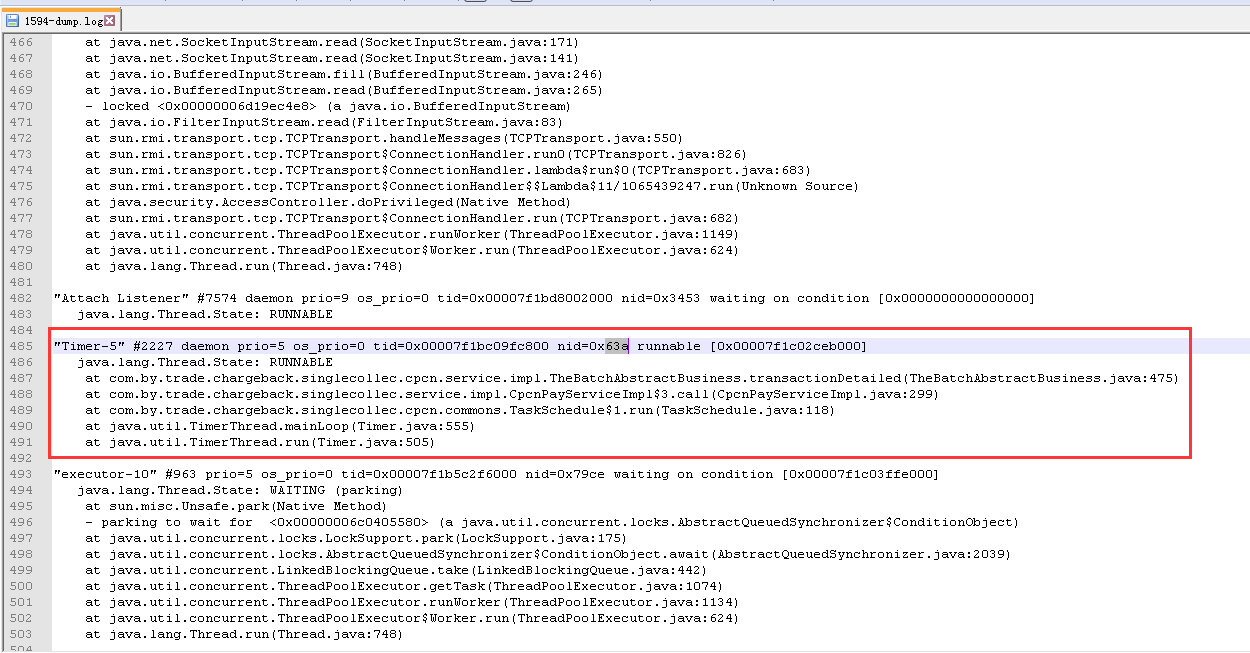 1594-dump.log
466 at java.net.SocketInputStream.read(SocketInputStream.java:171)
467 at java.net.SocketInputStream.read(SocketInputStream.java:141)
468 at java.io.BufferedInputStream.fill(BufferedInputStream.java:246)
469 at java.io.BufferedInputStream.read(BufferedInputStream.java:265)
470 - locked <0x00000006d19ec4e8> (a java.io.BufferedInputStream)
471 at java.io.FilterInputStream.read(FilterInputStream.java:83)
472 at sun.rmi.transport.tcp.TCPTransport.handleMessages(TCPTransport.java:550)
473 at sun.rmi.transport.tcp.TCPTransport$ConnectionHandler.run0(TCPTransport.java:826)
474 at sun.rmi.transport.tcp.TCPTransport$ConnectionHandler.lambda$run$0(TCPTransport.java:683)
475 at sun.rmi.transport.tcp.TCPTransport$ConnectionHandler$$Lambda$11/1065439247.run(Unknown Source)
476 at java.security.AccessController.doPrivileged(Native Method)
477 at sun.rmi.transport.tcp.TCPTransport$ConnectionHandler.run(TCPTransport.java:682)
478 at java.util.concurrent.ThreadPoolExecutor.runWorker(ThreadPoolExecutor.java:1149)
479 at java.util.concurrent.ThreadPoolExecutor$Worker.run(ThreadPoolExecutor.java:624)
480 at java.lang.Thread.run(Thread.java:748)
481
482 "Attach Listener" #7574 daemon prio=9 os_prio=0 tid=0x00007f1bd8002000 nid=0x3453 waiting on condition [0x0000000000000000]
483 java.lang.Thread.State: RUNNABLE
484
485 "Timer-5" #2227 daemon prio=5 os_prio=0 tid=0x00007f1bc09fc800 nid=0x63a runnable [0x00007f1c02ceb000]
486 java.lang.Thread.State: RUNNABLE
487 at com.by.trade.chargeback.singlecollec.cpcn.service.impl.TheBatchAbstractBusiness.transactionDetailed(TheBatchAbstractBusiness.java:475)
488 at com.by.trade.chargeback.singlecollec.service.impl.CpcnPayServiceImpl$3.call(CpcnPayServiceImpl.java:299)
489 at com.by.trade.chargeback.singlecollec.cpcn.commons.TaskSchedule$1.run(TaskSchedule.java:118)
490 at java.util.TimerThread.mainLoop(Timer.java:555)
491 at java.util.TimerThread.run(Timer.java:505)
492
493 "executor-10" #963 prio=5 os_prio=0 tid=0x00007f1b5c2f6000 nid=0x79ce waiting on condition [0x00007f1c03ffe000]
494 java.lang.Thread.State: WAITING (parking)
495 at sun.misc.Unsafe.park(Native Method)
496 - parking to wait for <0x00000006c0405580> (a java.util.concurrent.locks.AbstractQueuedSynchronizer$ConditionObject)
497 at java.util.concurrent.locks.LockSupport.park(LockSupport.java:175)
498 at java.util.concurrent.locks.AbstractQueuedSynchronizer$ConditionObject.await(AbstractQueuedSynchronizer.java:2039)
499 at java.util.concurrent.LinkedBlockingQueue.take(LinkedBlockingQueue.java:442)
500 at java.util.concurrent.ThreadPoolExecutor.getTask(ThreadPoolExecutor.java:1074)
501 at java.util.concurrent.ThreadPoolExecutor.runWorker(ThreadPoolExecutor.java:1134)
502 at java.util.concurrent.ThreadPoolExecutor$Worker.run(ThreadPoolExecutor.java:624)
503 at java.lang.Thread.run(Thread.java:748)
504